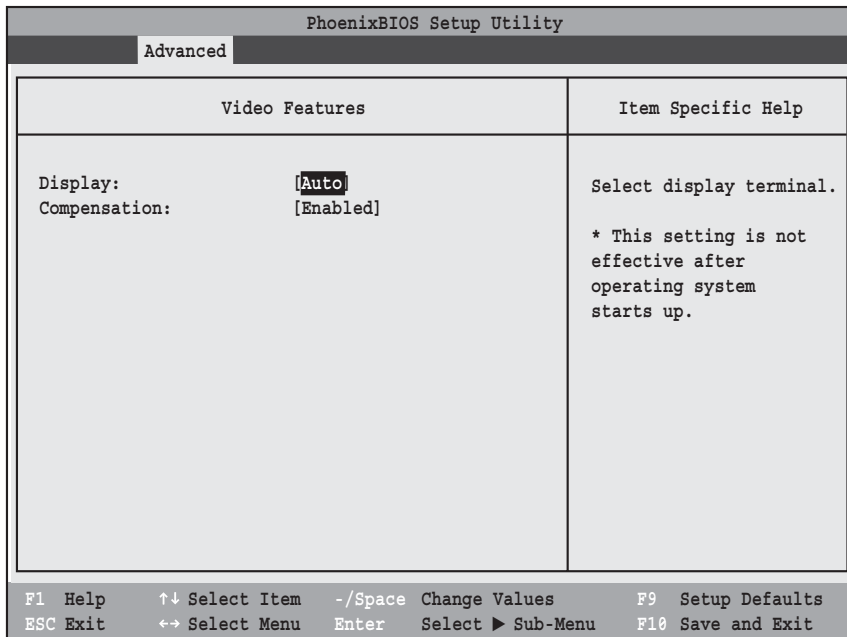 PhoenixBIOS Setup Utility
Advanced
Video Features
Item Specific Help
Display: [Auto]
Compensation: [Enabled]
Select display terminal.
* This setting is not
effective after
operating system
starts up.
F1 Help ↑↓ Select Item -/Space Change Values F9 Setup Defaults
ESC Exit ←→ Select Menu Enter Select ▶ Sub-Menu F10 Save and Exit